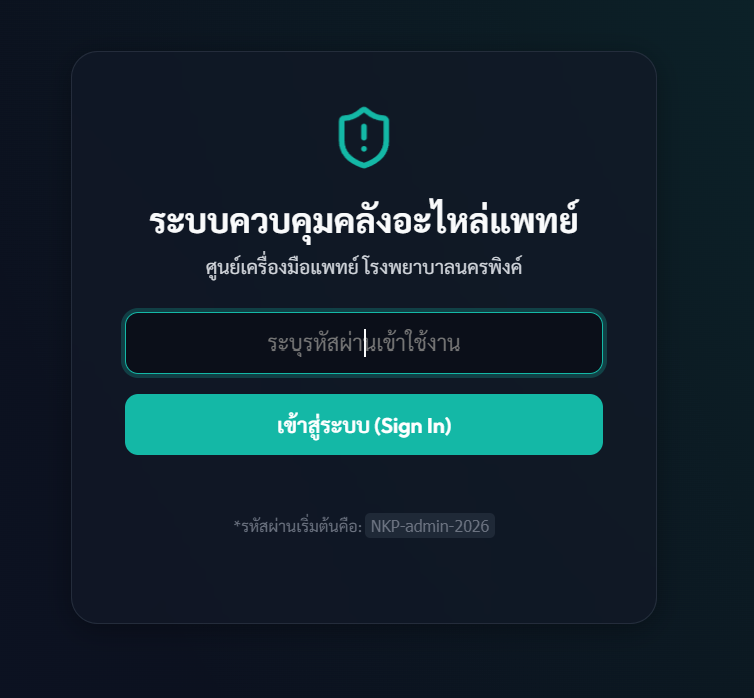 ระบบควบคุมคลังอะไหล่แพทย์
ศูนย์เครื่องมือแพทย์ โรงพยาบาลนครพิงค์
ระบุรหัสผ่านเข้าใช้งาน
เข้าสู่ระบบ (Sign In)
*รหัสผ่านเริ่มต้นคือ: NKP-admin-2026